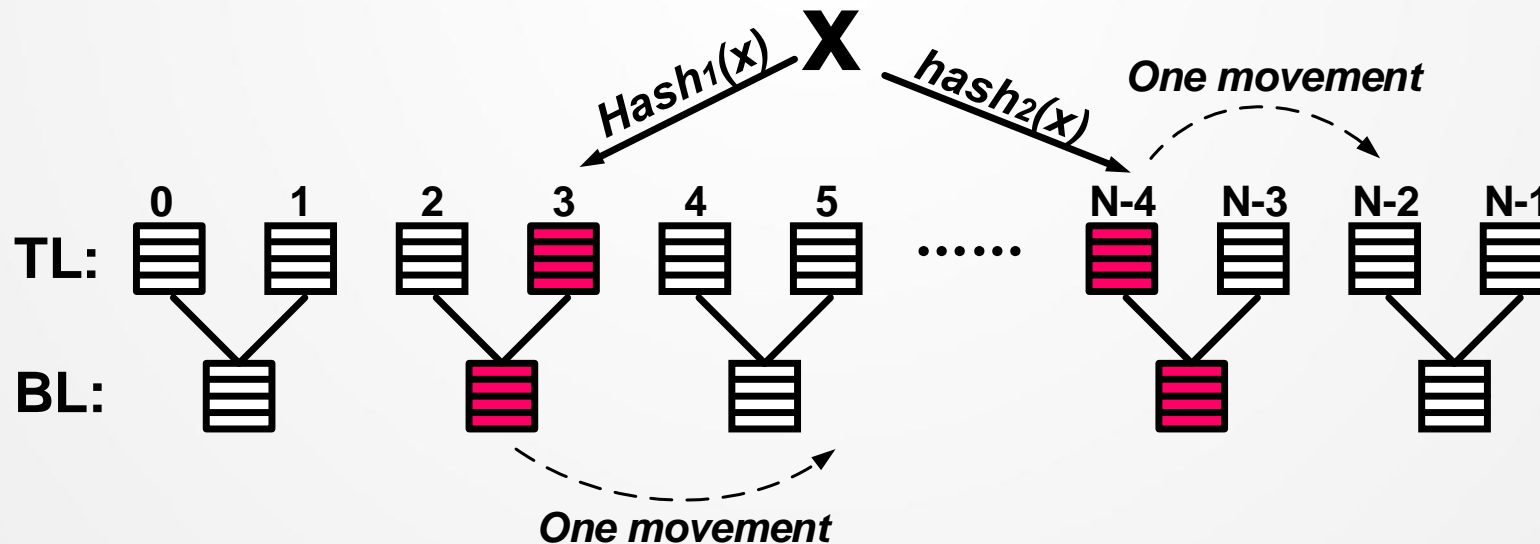 X
Hash1(x)
hash2(x)
One movement
0 1 2 3 4 5 N-4 N-3 N-2 N-1
TL: ......
BL:
One movement